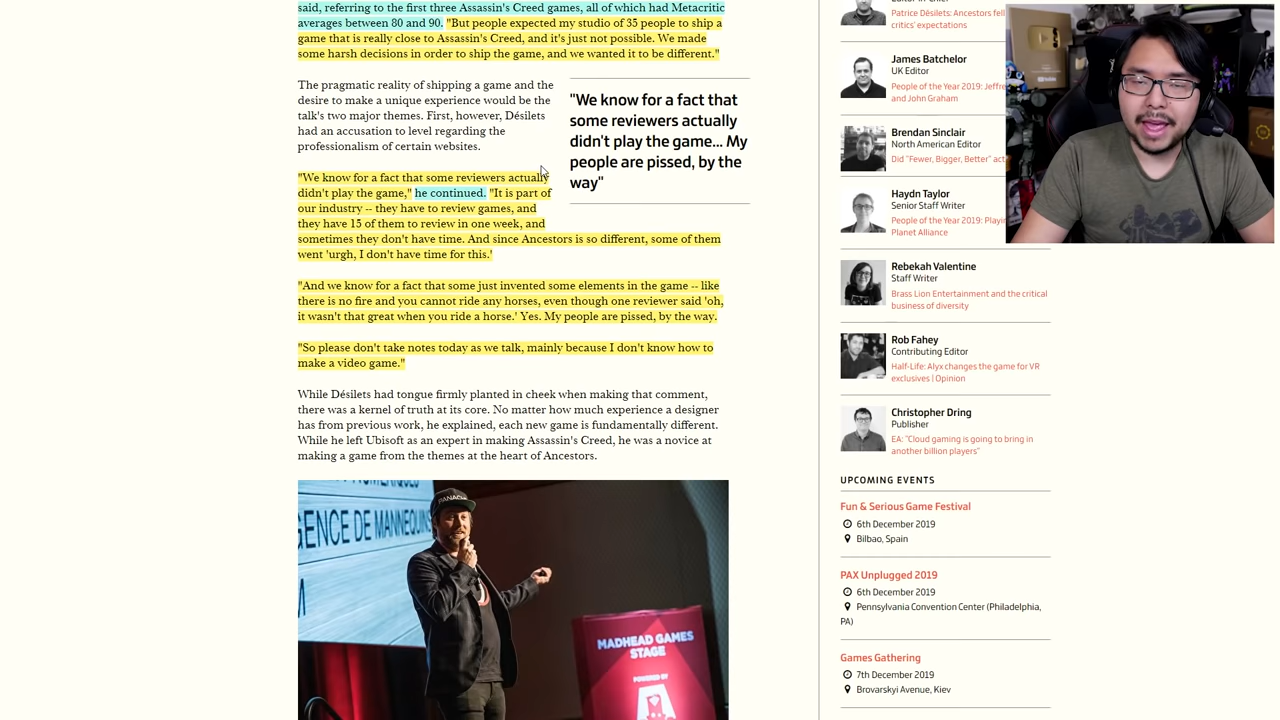 said, referring to the first three Assassin's Creed games, all of which had Metacritic
averages between 80 and 90. "But people expected my studio of 35 people to ship a
game that is really close to Assassin's Creed, and it's just not possible. We made
some harsh decisions in order to ship the game, and we wanted it to be different."
The pragmatic reality of shipping a game and the
desire to make a unique experience would be the
talk's two major themes. First, however, Désilets
had an accusation to level regarding the
professionalism of certain websites.
"We know for a fact that
some reviewers actually
didn't play the game... My
people are pissed, by the
way"
"We know for a fact that some reviewers actually
didn't play the game," he continued. "It is part of
our industry -- they have to review games, and
they have 15 of them to review in one week, and
sometimes they don't have time. And since Ancestors is so different, some of them
went 'urgh, I don't have time for this.'
"And we know for a fact that some just invented some elements in the game -- like
there is no fire and you cannot ride any horses, even though one reviewer said 'oh,
it wasn't that great when you ride a horse.' Yes. My people are pissed, by the way.
"So please don't take notes today as we talk, mainly because I don't know how to
make a video game."
While Désilets had tongue firmly planted in cheek when making that comment,
there was a kernel of truth at its core. No matter how much experience a designer
has from previous work, he explained, each new game is fundamentally different.
While he left Ubisoft as an expert in making Assassin's Creed, he was a novice at
making a game from the themes at the heart of Ancestors.
PANACHE
GENCE DE MANNEQUINS
MADHEAD GAMES
STAGE
POWERED BY
Patrice Désilets: Ancestors fell
critics' expectations
James Batchelor
UK Editor
People of the Year 2019: Jeffre
and John Graham
Brendan Sinclair
North American Editor
Did "Fewer, Bigger, Better" act
Haydn Taylor
Senior Staff Writer
People of the Year 2019: Playi
Planet Alliance
Rebekah Valentine
Staff Writer
Brass Lion Entertainment and the critical
business of diversity
Rob Fahey
Contributing Editor
Half-Life: Alyx changes the game for VR
exclusives | Opinion
Christopher Dring
Publisher
EA: "Cloud gaming is going to bring in
another billion players"
UPCOMING EVENTS
Fun & Serious Game Festival
6th December 2019
Bilbao, Spain
PAX Unplugged 2019
6th December 2019
Pennsylvania Convention Center (Philadelphia,
PA)
Games Gathering
7th December 2019
Brovarskyi Avenue, Kiev